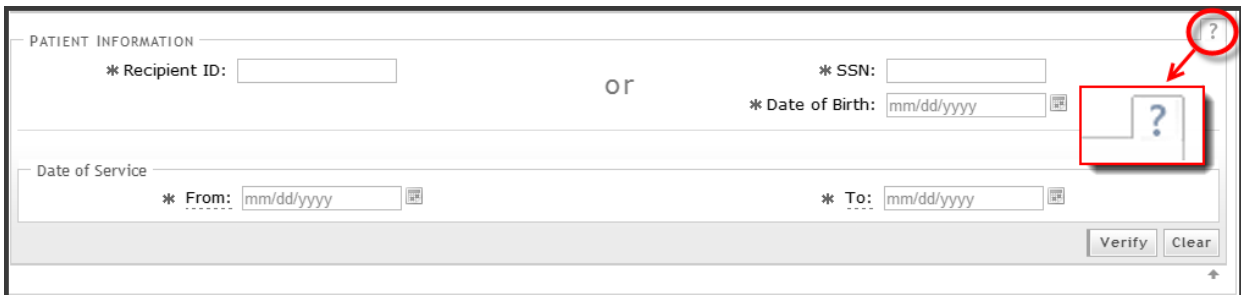 PATIENT INFORMATION
?
* Recipient ID:
or
* SSN:
* Date of Birth: mm/dd/yyyy
?
Date of Service
* From: mm/dd/yyyy
* To: mm/dd/yyyy
Verify Clear